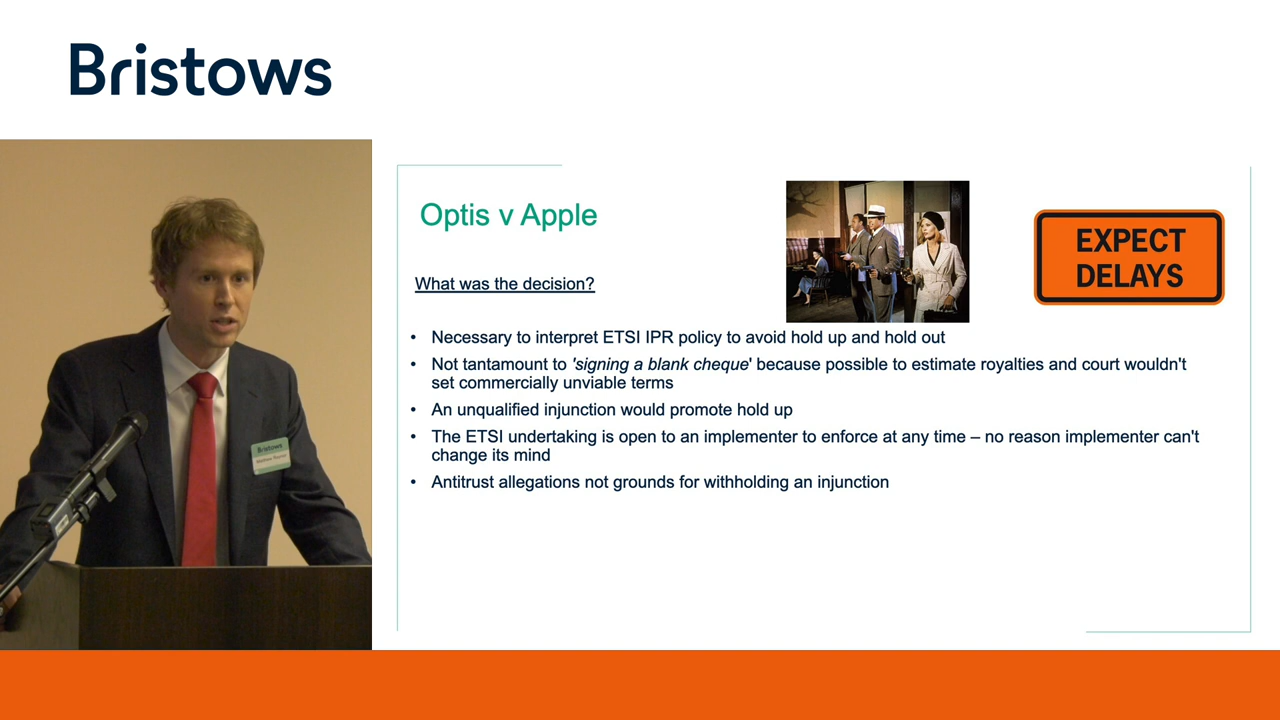 Bristows
Optis v Apple
EXPECT
DELAYS
What was the decision?
• Necessary to interpret ETSI IPR policy to avoid hold up and hold out
• Not tantamount to 'signing a blank cheque' because possible to estimate royalties and court wouldn't
set commercially unviable terms
• An unqualified injunction would promote hold up
• The ETSI undertaking is open to an implementer to enforce at any time – no reason implementer can't
change its mind
• Antitrust allegations not grounds for withholding an injunction
Bristows